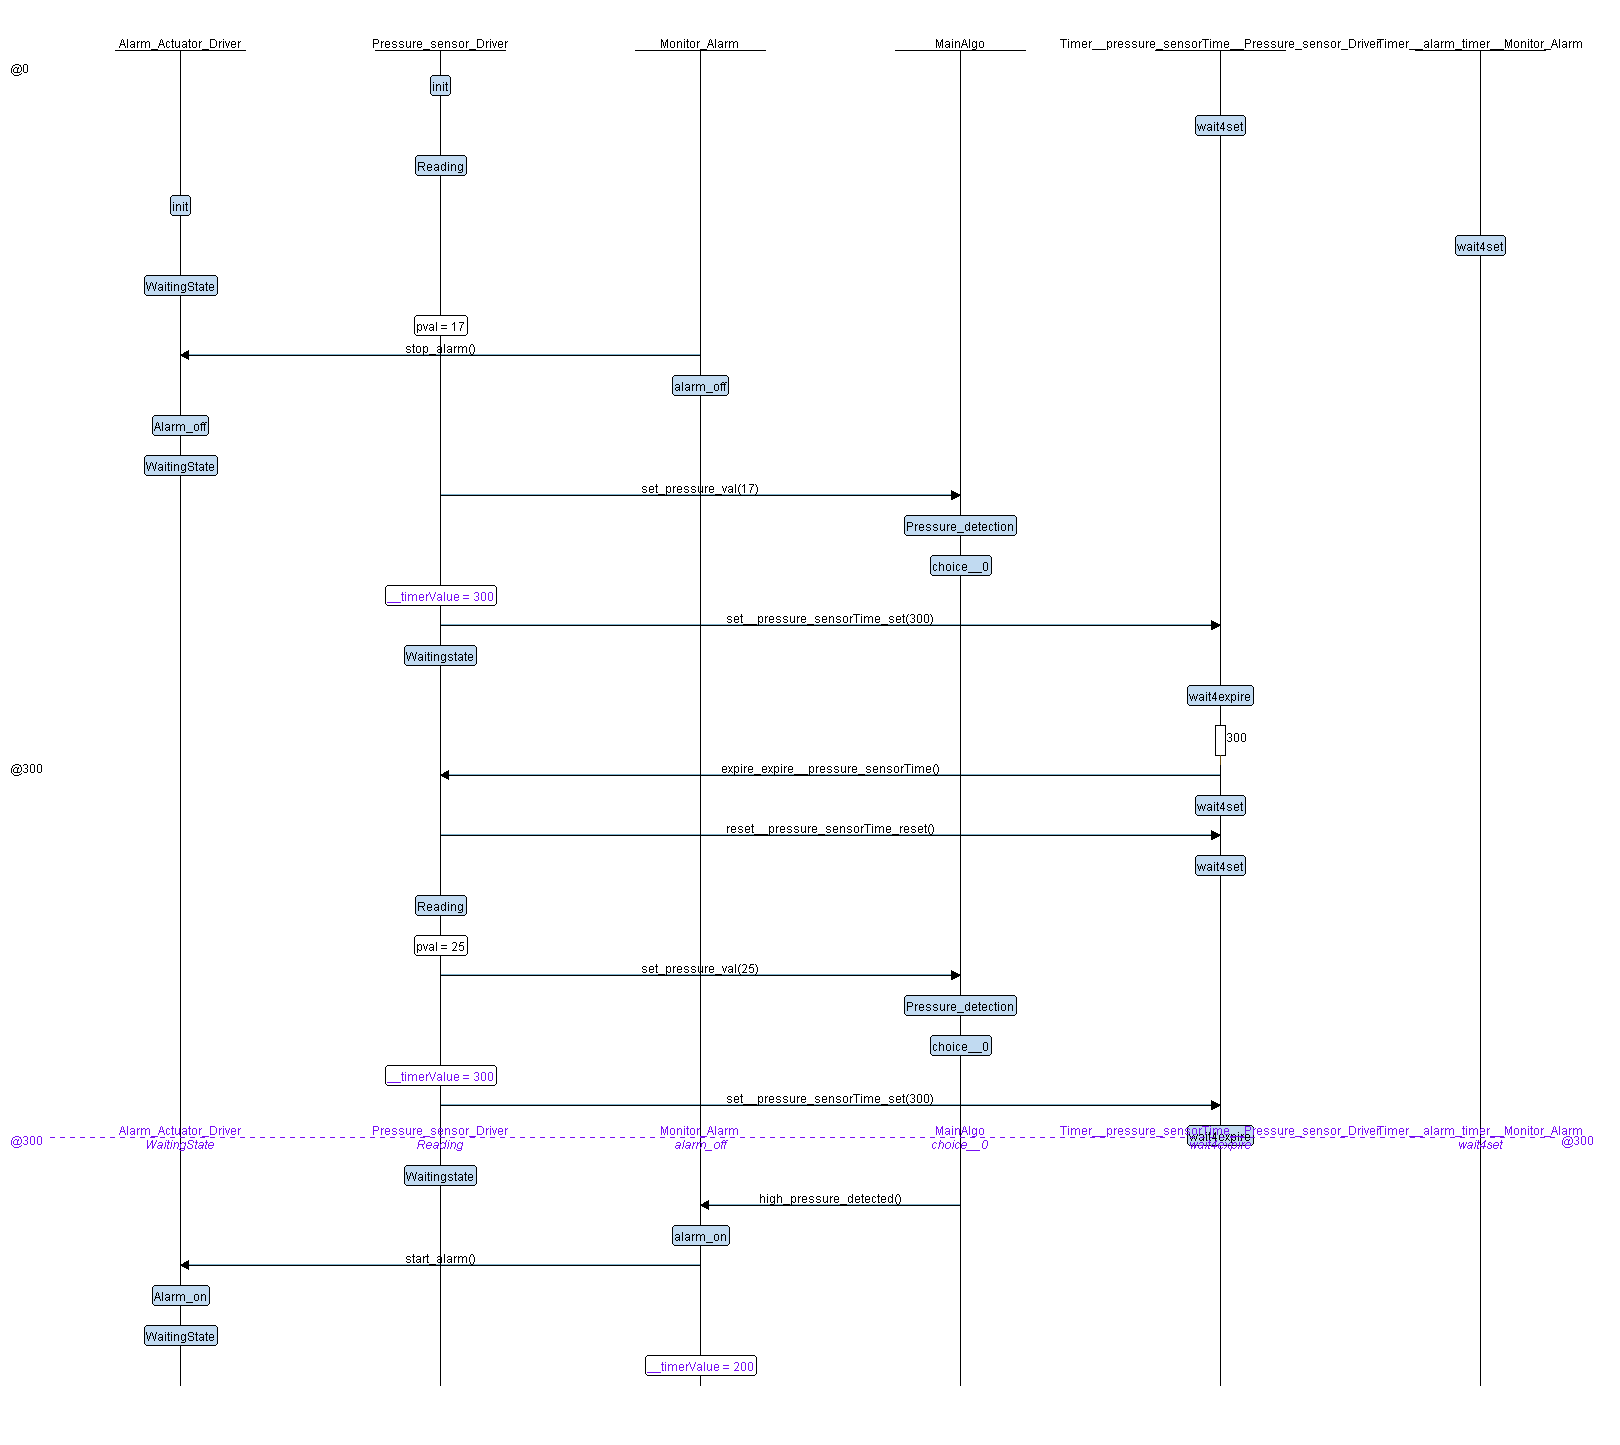 Alarm_Actuator_Driver Pressure_sensor_Driver Monitor_Alarm MainAlgo Timer__pressure_sensorTime__Pressure_sensor_Driver Timer__alarm_timer__Monitor_Alarm
@0
init
wait4set
Reading
init
wait4set
WaitingState
pval = 17
stop_alarm()
alarm_off
Alarm_off
WaitingState
set_pressure_val(17)
Pressure_detection
choice__0
__timerValue = 300
set__pressure_sensorTime_set(300)
Waitingstate
wait4expire
300
@300
expire_expire__pressure_sensorTime()
wait4set
reset__pressure_sensorTime_reset()
wait4set
Reading
pval = 25
set_pressure_val(25)
Pressure_detection
choice__0
__timerValue = 300
set__pressure_sensorTime_set(300)
Alarm_Actuator_Driver Pressure_sensor_Driver Monitor_Alarm MainAlgo Timer__pressure_sensorTime__Pressure_sensor_Driver Timer__alarm_timer__Monitor_Alarm
@300 @300
wait4expire
WaitingState Reading alarm_off choice__0 wait4expire wait4set
Waitingstate
high_pressure_detected()
alarm_on
start_alarm()
Alarm_on
WaitingState
__timerValue = 200